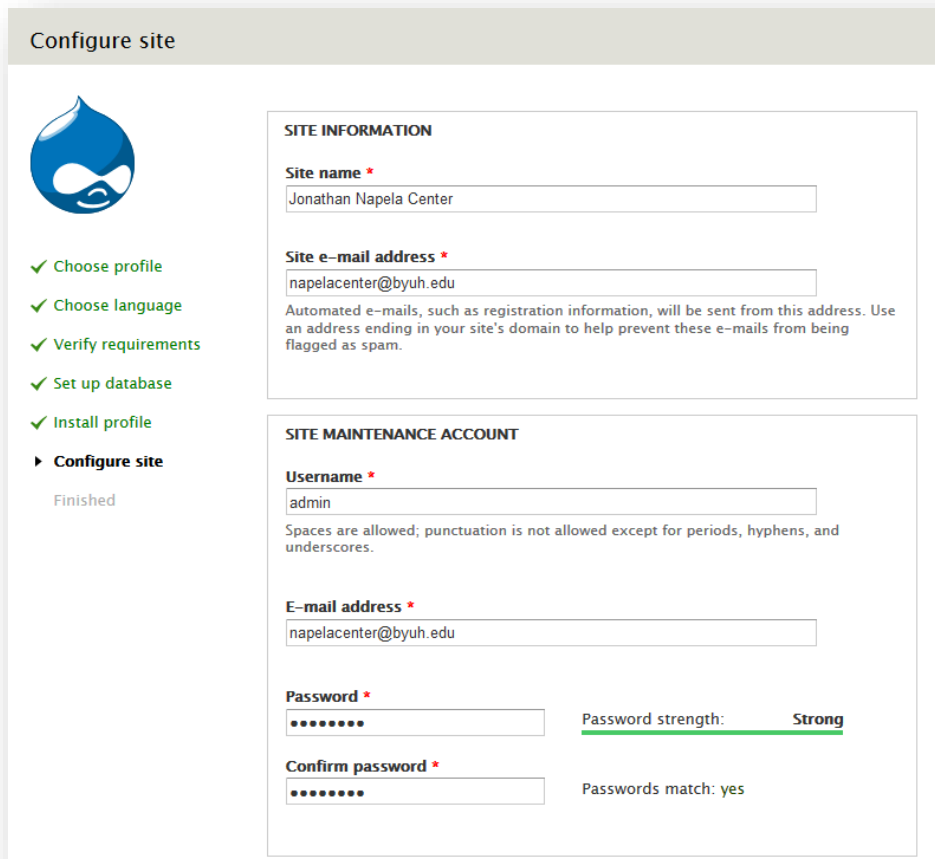 Configure site
Choose profile
Choose language
Verify requirements
Set up database
Install profile
Configure site
Finished
SITE INFORMATION
Site name *
Jonathan Napela Center
Site e-mail address *
napelacenter@byuh.edu
Automated e-mails, such as registration information, will be sent from this address. Use
an address ending in your site's domain to help prevent these e-mails from being
flagged as spam.
SITE MAINTENANCE ACCOUNT
Username *
admin
Spaces are allowed; punctuation is not allowed except for periods, hyphens, and
underscores.
E-mail address *
napelacenter@byuh.edu
Password *
●●●●●●●●
Password strength: Strong
Confirm password *
●●●●●●●●
Passwords match: yes